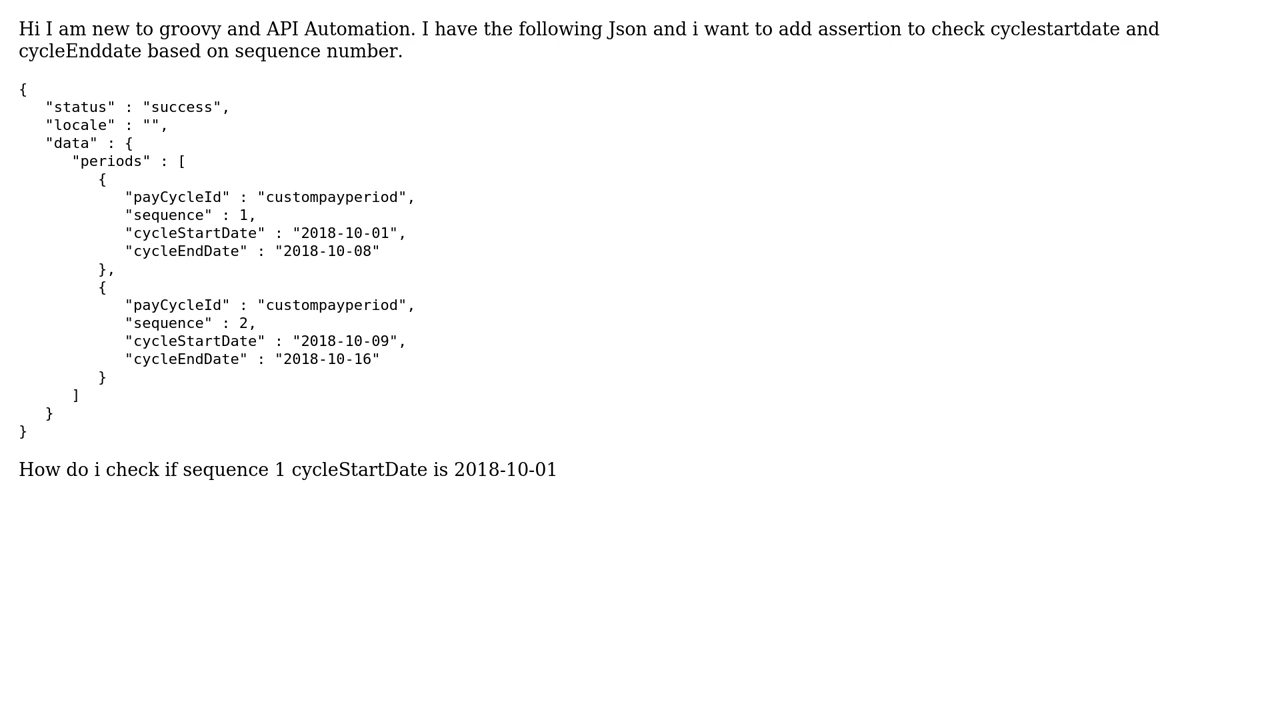 Hi I am new to groovy and API Automation. I have the following Json and i want to add assertion to check cyclestartdate and
cycleEnddate based on sequence number.
{
   "status" : "success",
   "locale" : "",
   "data" : {
      "periods" : [
         {
            "payCycleId" : "custompayperiod",
            "sequence" : 1,
            "cycleStartDate" : "2018-10-01",
            "cycleEndDate" : "2018-10-08"
         },
         {
            "payCycleId" : "custompayperiod",
            "sequence" : 2,
            "cycleStartDate" : "2018-10-09",
            "cycleEndDate" : "2018-10-16"
         }
      ]
   }
}
How do i check if sequence 1 cycleStartDate is 2018-10-01